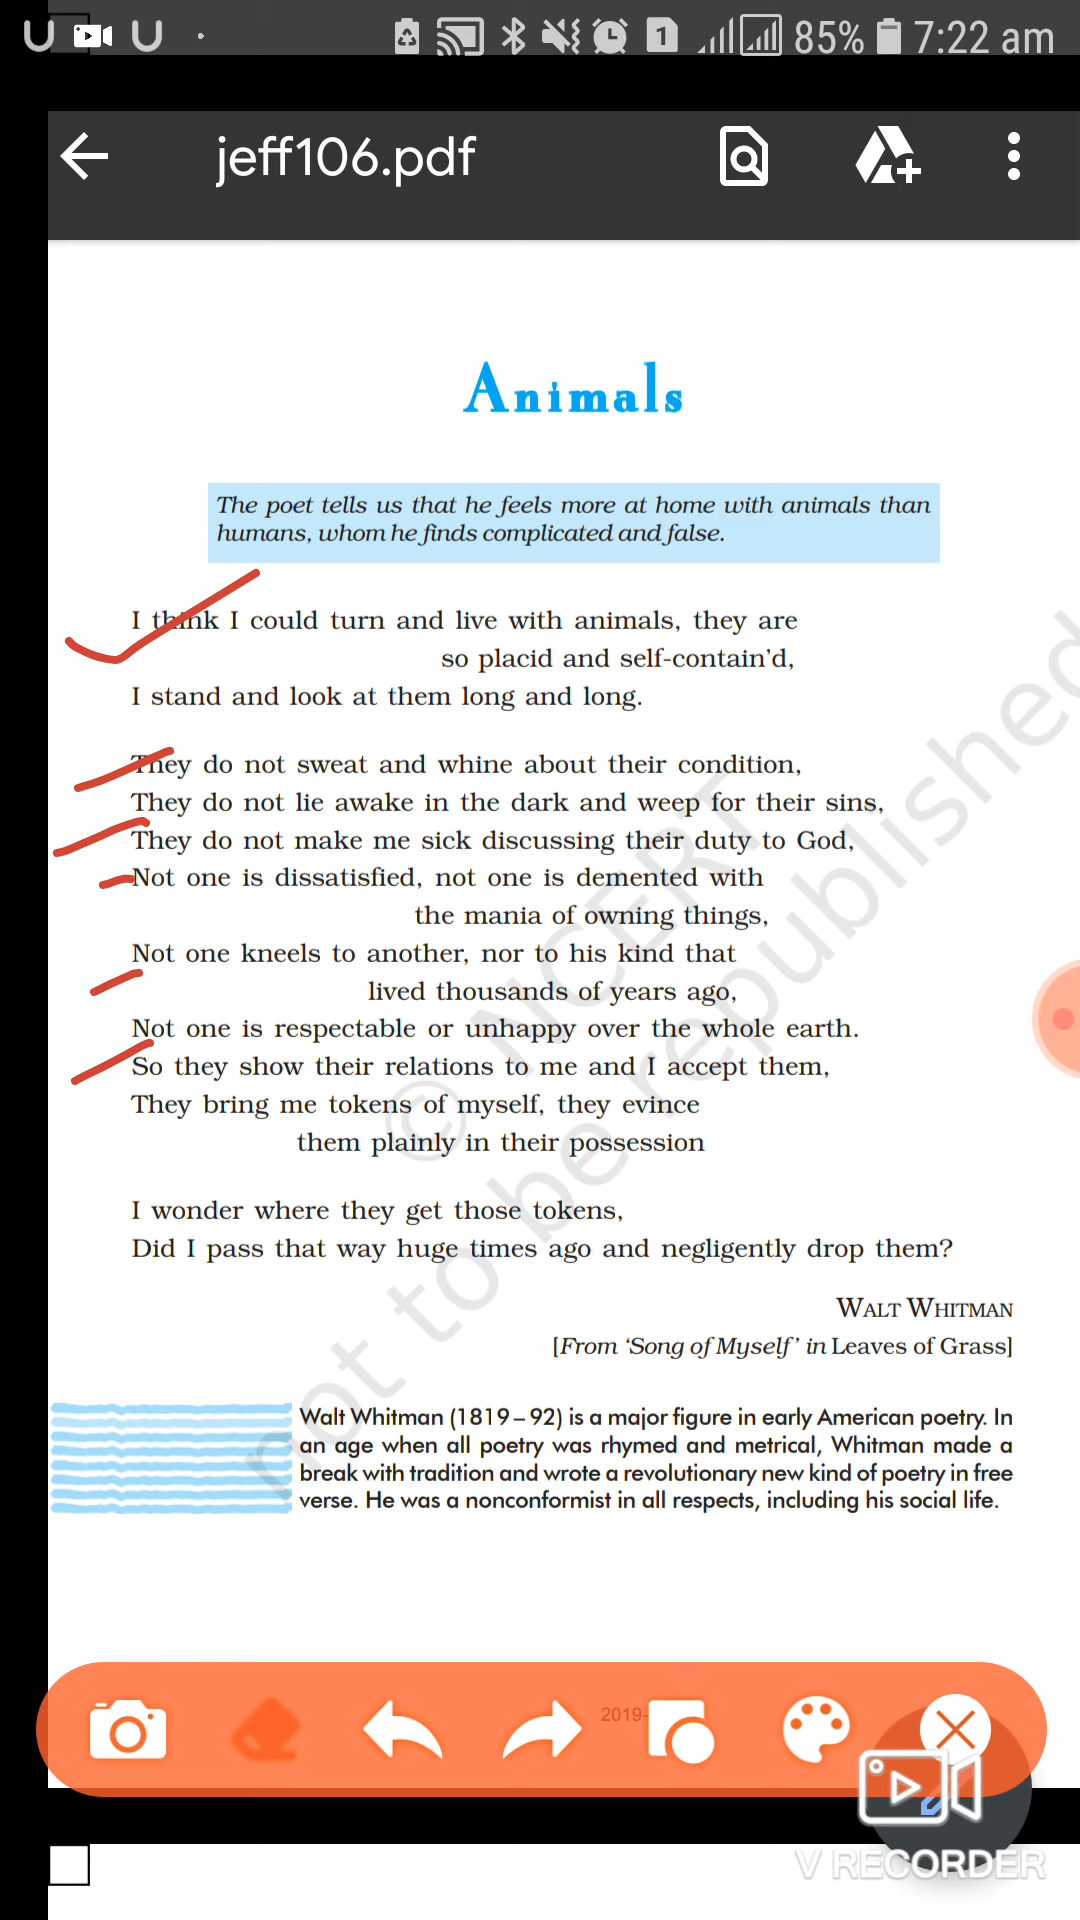 85% 7:22 am
jeff106.pdf
Animals
The poet tells us that he feels more at home with animals than
humans, whom he finds complicated and false.
I think I could turn and live with animals, they are
so placid and self-contain'd,
I stand and look at them long and long.
They do not sweat and whine about their condition,
They do not lie awake in the dark and weep for their sins,
They do not make me sick discussing their duty to God,
Not one is dissatisfied, not one is demented with
the mania of owning things,
Not one kneels to another, nor to his kind that
lived thousands of years ago,
Not one is respectable or unhappy over the whole earth.
So they show their relations to me and I accept them,
They bring me tokens of myself, they evince
them plainly in their possession
I wonder where they get those tokens,
Did I pass that way huge times ago and negligently drop them?
WALT WHITMAN
[From ‘Song of Myself’ in Leaves of Grass]
Walt Whitman (1819 – 92) is a major figure in early American poetry. In
an age when all poetry was rhymed and metrical, Whitman made a
break with tradition and wrote a revolutionary new kind of poetry in free
verse. He was a nonconformist in all respects, including his social life.
© NCERT
not to be republished
2019-
V RECORDER